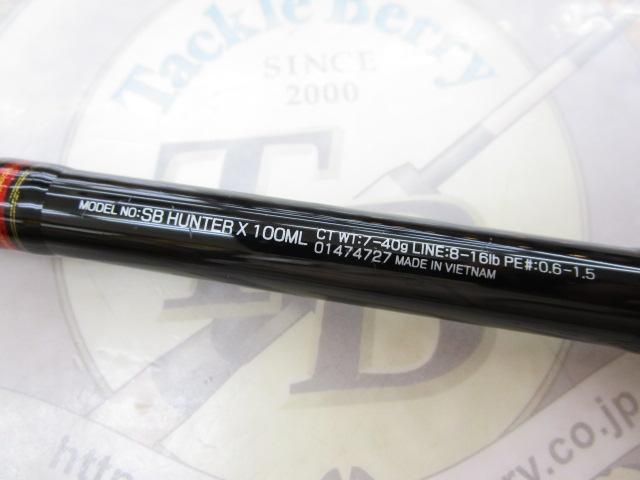 Tackle Berry
SINCE
2000
TD
MODEL NO:SB HUNTER X 100ML CT WT:7-40g LINE:8-16lb PE#:0.6-1.5
01474727 MADE IN VIETNAM